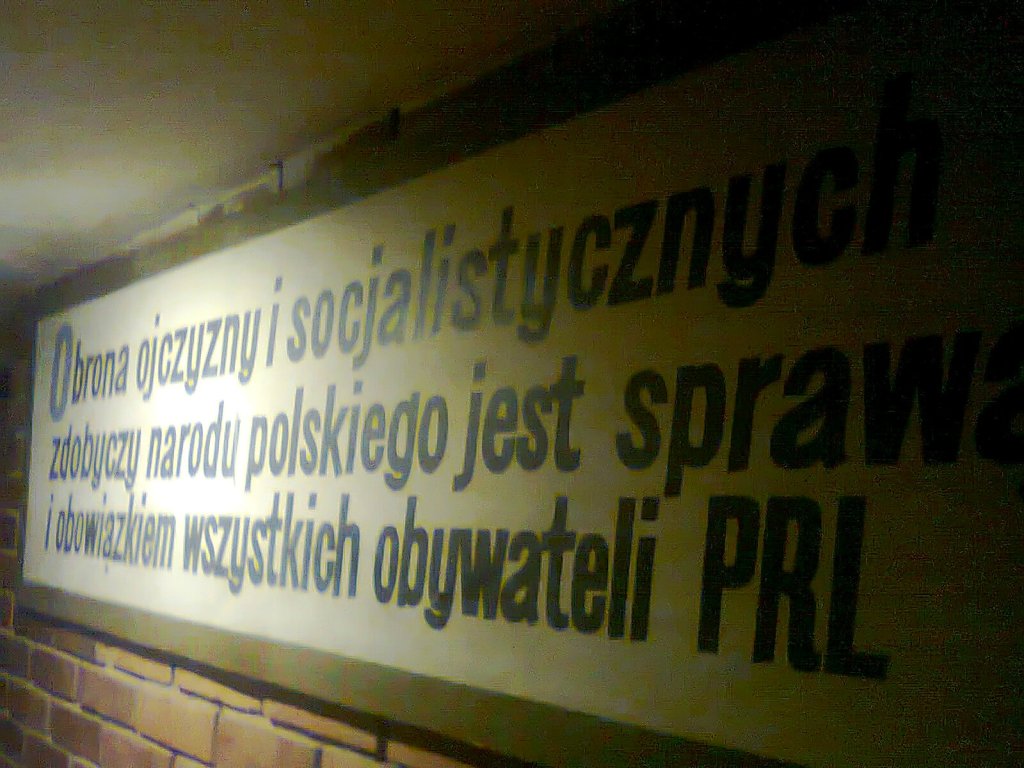 Obrona ojczyzny i socjalistycznych
zdobyczy narodu polskiego jest sprawą
i obowiązkiem wszystkich obywateli PRL